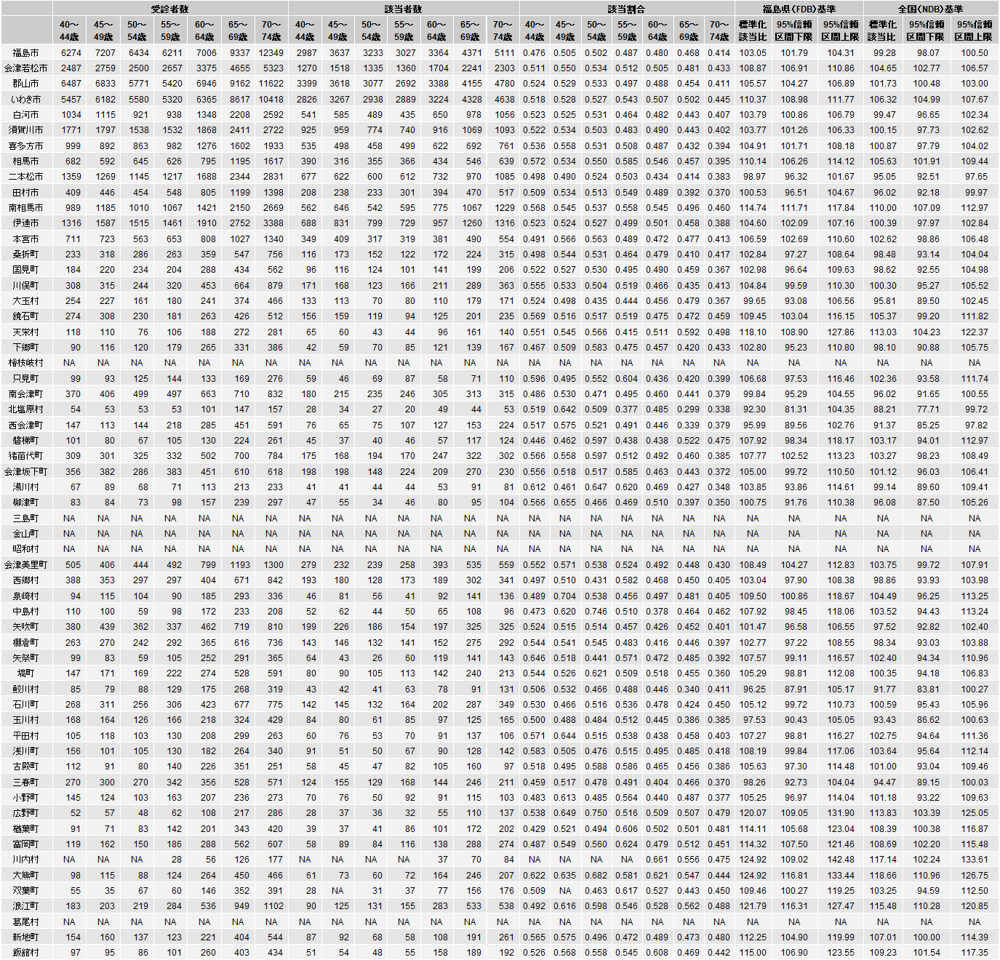 受診者数 該当者数 該当割合 福島県(FDB)基準 全国(NDB)基準
40～ 45～ 50～ 55～ 60～ 65～ 70～ 40～ 45～ 50～ 55～ 60～ 65～ 70～ 40～ 45～ 50～ 55～ 60～ 65～ 70～ 標準化 95%信頼 95%信頼 標準化 95%信頼 95%信頼
44歳 49歳 54歳 59歳 64歳 69歳 74歳 44歳 49歳 54歳 59歳 64歳 69歳 74歳 44歳 49歳 54歳 59歳 64歳 69歳 74歳 該当比 区間下限 区間上限 該当比 区間下限 区間上限
福島市 6274 7207 6434 6211 7006 9337 12349 2987 3637 3233 3027 3364 4371 5111 0.476 0.505 0.502 0.487 0.480 0.468 0.414 103.05 101.79 104.31 99.28 98.07 100.50
会津若松市 2487 2759 2500 2657 3375 4655 5323 1270 1518 1335 1360 1704 2241 2303 0.511 0.550 0.534 0.512 0.505 0.481 0.433 108.87 106.91 110.86 104.65 102.77 106.57
郡山市 6487 6833 5771 5420 6946 9162 11622 3399 3618 3077 2692 3388 4155 4780 0.524 0.529 0.533 0.497 0.488 0.454 0.411 105.57 104.27 106.89 101.73 100.48 103.00
いわき市 5457 6182 5580 5320 6365 8617 10418 2826 3267 2938 2889 3224 4328 4638 0.518 0.528 0.527 0.543 0.507 0.502 0.445 110.37 108.98 111.77 106.32 104.99 107.67
白河市 1034 1115 921 938 1348 2208 2592 541 585 489 435 650 978 1056 0.523 0.525 0.531 0.464 0.482 0.443 0.407 103.79 100.86 106.79 99.47 96.65 102.34
須賀川市 1771 1797 1538 1532 1868 2411 2722 925 959 774 740 916 1069 1093 0.522 0.534 0.503 0.483 0.490 0.443 0.402 103.77 101.26 106.33 100.15 97.73 102.62
喜多方市 999 892 863 982 1276 1602 1933 535 498 458 499 622 692 761 0.536 0.558 0.531 0.508 0.487 0.432 0.394 104.91 101.71 108.18 100.87 97.79 104.02
相馬市 682 592 645 626 795 1195 1617 390 316 355 366 434 546 639 0.572 0.534 0.550 0.585 0.546 0.457 0.395 110.14 106.26 114.12 105.63 101.91 109.44
二本松市 1359 1269 1145 1217 1688 2344 2831 677 622 600 612 732 970 1085 0.498 0.490 0.524 0.503 0.434 0.414 0.383 98.97 96.32 101.67 95.05 92.51 97.65
田村市 409 446 454 548 805 1199 1398 208 238 233 301 394 470 517 0.509 0.534 0.513 0.549 0.489 0.392 0.370 100.53 96.51 104.67 96.02 92.18 99.97
南相馬市 989 1185 1010 1067 1421 2150 2669 562 646 542 595 775 1067 1229 0.568 0.545 0.537 0.558 0.545 0.496 0.460 114.74 111.71 117.84 110.00 107.09 112.97
伊達市 1316 1587 1515 1461 1910 2752 3388 688 831 799 729 957 1260 1316 0.523 0.524 0.527 0.499 0.501 0.458 0.388 104.60 102.09 107.16 100.39 97.97 102.84
本宮市 711 723 563 653 808 1027 1340 349 409 317 319 381 490 554 0.491 0.566 0.563 0.489 0.472 0.477 0.413 106.59 102.69 110.60 102.62 98.86 106.48
桑折町 233 318 286 263 359 547 756 116 173 152 122 172 224 315 0.498 0.544 0.531 0.464 0.479 0.410 0.417 102.84 97.27 108.64 98.48 93.14 104.04
国見町 184 220 234 204 288 434 562 96 116 124 101 141 199 206 0.522 0.527 0.530 0.495 0.490 0.459 0.367 102.98 96.64 109.63 98.62 92.55 104.98
川俣町 308 315 244 320 453 664 879 171 168 123 166 211 289 363 0.555 0.533 0.504 0.519 0.466 0.435 0.413 104.84 99.59 110.30 100.30 95.27 105.52
大玉村 254 227 161 180 241 374 466 133 113 70 80 110 179 171 0.524 0.498 0.435 0.444 0.456 0.479 0.367 99.65 93.08 106.56 95.81 89.50 102.45
鏡石町 274 308 230 181 263 426 512 156 159 119 94 125 201 235 0.569 0.516 0.517 0.519 0.475 0.472 0.459 109.45 103.04 116.15 105.37 99.20 111.82
天栄村 118 110 76 106 188 272 281 65 60 43 44 96 161 140 0.551 0.545 0.566 0.415 0.511 0.592 0.498 118.10 108.90 127.86 113.03 104.23 122.37
下郷町 90 116 120 179 265 331 386 42 59 70 85 121 139 167 0.467 0.509 0.583 0.475 0.457 0.420 0.433 102.80 95.23 110.80 98.10 90.88 105.75
檜枝岐村 NA NA NA NA NA NA NA NA NA NA NA NA NA NA NA NA NA NA NA NA NA NA NA NA NA NA NA
只見町 99 93 125 144 133 169 276 59 46 69 87 58 71 110 0.596 0.495 0.552 0.604 0.436 0.420 0.399 106.68 97.53 116.46 102.36 93.58 111.74
南会津町 370 406 499 497 663 710 832 180 215 235 246 305 313 315 0.486 0.530 0.471 0.495 0.460 0.441 0.379 99.84 95.29 104.55 96.02 91.65 100.55
北塩原村 54 53 53 53 101 147 157 28 34 27 20 49 44 53 0.519 0.642 0.509 0.377 0.485 0.299 0.338 92.30 81.31 104.35 88.21 77.71 99.72
西会津町 147 113 144 218 285 451 591 76 65 75 107 127 153 224 0.517 0.575 0.521 0.491 0.446 0.339 0.379 95.99 89.56 102.76 91.37 85.25 97.82
磐梯町 101 80 67 105 130 224 261 45 37 40 46 57 117 124 0.446 0.462 0.597 0.438 0.438 0.522 0.475 107.92 98.34 118.17 103.17 94.01 112.97
猪苗代町 309 301 325 332 502 700 784 175 168 194 170 247 322 302 0.566 0.558 0.597 0.512 0.492 0.460 0.385 107.77 102.52 113.23 103.27 98.23 108.49
会津坂下町 356 382 286 383 451 610 618 198 198 148 224 209 270 230 0.556 0.518 0.517 0.585 0.463 0.443 0.372 105.00 99.72 110.50 101.12 96.03 106.41
湯川村 67 89 68 71 113 213 233 41 41 44 44 53 91 81 0.612 0.461 0.647 0.620 0.469 0.427 0.348 103.85 93.86 114.61 99.14 89.60 109.41
柳津町 83 84 73 98 157 239 297 47 55 34 46 80 95 104 0.566 0.655 0.466 0.469 0.510 0.397 0.350 100.75 91.76 110.38 96.08 87.50 105.26
三島町 NA NA NA NA NA NA NA NA NA NA NA NA NA NA NA NA NA NA NA NA NA NA NA NA NA NA NA
金山町 NA NA NA NA NA NA NA NA NA NA NA NA NA NA NA NA NA NA NA NA NA NA NA NA NA NA NA
昭和村 NA NA NA NA NA NA NA NA NA NA NA NA NA NA NA NA NA NA NA NA NA NA NA NA NA NA NA
会津美里町 505 406 444 492 799 1193 1300 279 232 239 258 393 535 559 0.552 0.571 0.538 0.524 0.492 0.448 0.430 108.49 104.27 112.83 103.75 99.72 107.91
西郷村 388 353 297 297 404 671 842 193 180 128 173 189 302 341 0.497 0.510 0.431 0.582 0.468 0.450 0.405 103.04 97.90 108.38 98.86 93.93 103.98
泉崎村 94 115 104 90 185 293 336 46 81 56 41 92 141 136 0.489 0.704 0.538 0.456 0.497 0.481 0.405 109.50 100.86 118.67 104.49 96.25 113.25
中島村 110 100 59 98 172 233 208 52 62 44 50 65 108 96 0.473 0.620 0.746 0.510 0.378 0.464 0.462 107.92 98.45 118.06 103.52 94.43 113.24
矢吹町 380 439 362 337 462 719 810 199 226 186 154 197 325 325 0.524 0.515 0.514 0.457 0.426 0.452 0.401 101.47 96.58 106.55 97.52 92.82 102.40
棚倉町 263 270 242 292 365 616 736 143 146 132 141 152 275 292 0.544 0.541 0.545 0.483 0.416 0.446 0.397 102.77 97.22 108.55 98.34 93.03 103.88
矢祭町 99 83 59 105 252 291 365 64 43 26 60 119 141 143 0.646 0.518 0.441 0.571 0.472 0.485 0.392 107.57 99.11 116.57 102.40 94.34 110.96
塙町 147 171 169 222 274 528 591 80 90 105 113 142 240 213 0.544 0.526 0.621 0.509 0.518 0.455 0.360 105.29 98.81 112.08 100.35 94.18 106.83
鮫川村 85 79 88 129 175 268 319 43 42 41 63 78 91 131 0.506 0.532 0.466 0.488 0.446 0.340 0.411 96.25 87.91 105.17 91.77 83.81 100.27
石川町 268 311 256 306 423 677 775 142 145 132 164 202 287 349 0.530 0.466 0.516 0.536 0.478 0.424 0.450 105.12 99.72 110.73 100.59 95.43 105.96
玉川村 168 164 126 166 218 324 429 84 80 61 85 97 125 165 0.500 0.488 0.484 0.512 0.445 0.386 0.385 97.53 90.43 105.05 93.43 86.62 100.63
平田村 105 118 103 130 208 299 263 60 76 53 70 91 137 106 0.571 0.644 0.515 0.538 0.438 0.458 0.403 107.27 98.81 116.27 102.75 94.64 111.36
浅川町 156 101 105 130 182 264 340 91 51 50 67 90 128 142 0.583 0.505 0.476 0.515 0.495 0.485 0.418 108.19 99.84 117.06 103.64 95.64 112.14
古殿町 112 91 80 140 226 351 251 58 45 47 82 105 160 97 0.518 0.495 0.588 0.586 0.465 0.456 0.386 105.63 97.30 114.48 101.00 93.04 109.46
三春町 270 300 270 342 356 528 571 124 155 129 168 144 246 211 0.459 0.517 0.478 0.491 0.404 0.466 0.370 98.26 92.73 104.04 94.47 89.15 100.03
小野町 145 124 103 163 207 236 273 70 76 50 92 91 115 103 0.483 0.613 0.485 0.564 0.440 0.487 0.377 105.25 96.97 114.04 101.18 93.22 109.63
広野町 52 57 48 62 108 217 286 28 37 36 32 55 110 137 0.538 0.649 0.750 0.516 0.509 0.507 0.479 120.07 109.05 131.90 113.83 103.39 125.05
楢葉町 91 71 83 142 201 343 420 39 37 41 86 101 172 202 0.429 0.521 0.494 0.606 0.502 0.501 0.481 114.11 105.68 123.04 108.39 100.38 116.87
富岡町 119 162 150 186 288 562 607 58 89 84 116 138 288 274 0.487 0.549 0.560 0.624 0.479 0.512 0.451 114.32 107.50 121.46 108.69 102.20 115.48
川内村 NA NA NA 28 56 126 177 NA NA NA NA 37 70 84 NA NA NA NA 0.661 0.556 0.475 124.92 109.02 142.48 117.14 102.24 133.61
大熊町 98 115 88 124 264 450 466 61 73 60 72 164 246 207 0.622 0.635 0.682 0.581 0.621 0.547 0.444 124.92 116.81 133.44 118.66 110.96 126.75
双葉町 55 35 67 60 146 352 391 28 NA 31 37 77 156 176 0.509 NA 0.463 0.617 0.527 0.443 0.450 109.46 100.27 119.25 103.25 94.59 112.50
浪江町 183 203 219 284 536 949 1102 90 125 131 155 283 533 538 0.492 0.616 0.598 0.546 0.528 0.562 0.488 121.79 116.31 127.47 115.48 110.28 120.85
葛尾村 NA NA NA NA NA NA NA NA NA NA NA NA NA NA NA NA NA NA NA NA NA NA NA NA NA NA NA
新地町 154 160 137 123 221 404 544 87 92 68 58 108 191 261 0.565 0.575 0.496 0.472 0.489 0.473 0.480 112.25 104.90 119.99 107.01 100.00 114.39
飯舘村 97 95 86 101 260 403 434 51 54 48 55 158 189 192 0.526 0.568 0.558 0.545 0.608 0.469 0.442 115.00 106.90 123.55 109.23 101.54 117.35